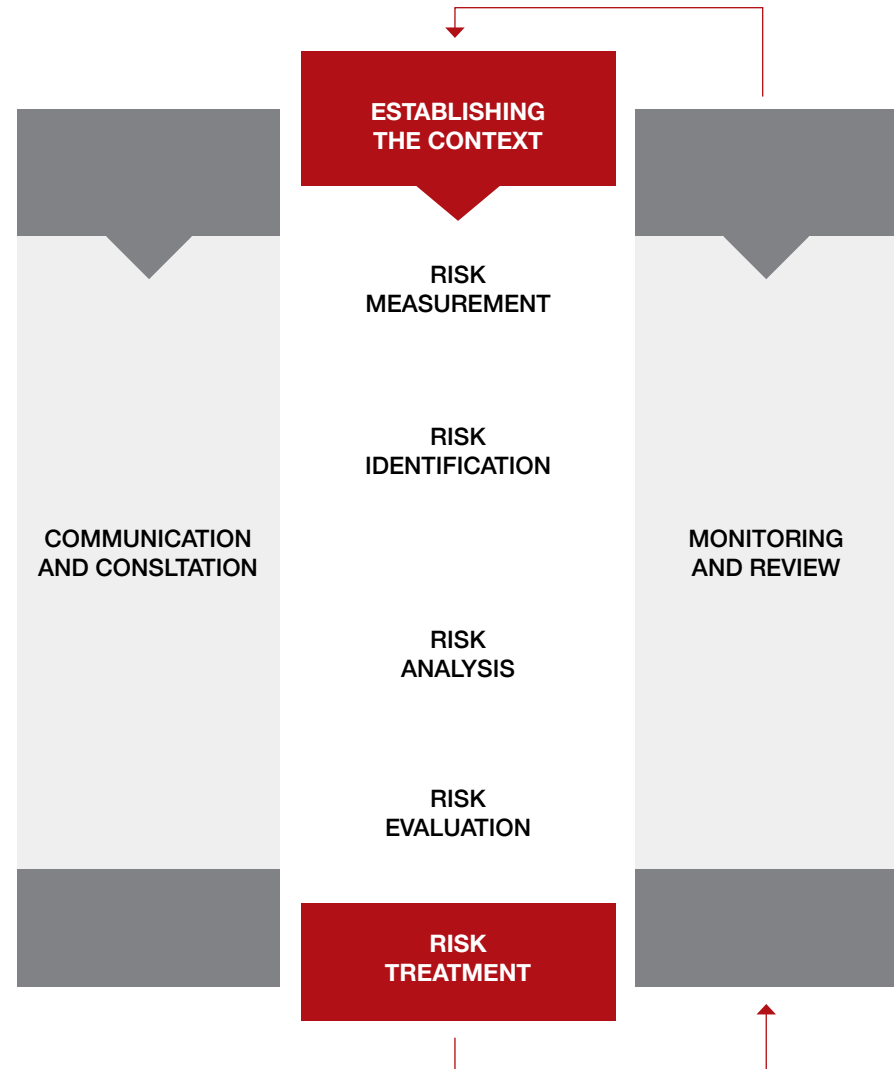 ESTABLISHING
THE CONTEXT
RISK
MEASUREMENT
RISK
IDENTIFICATION
COMMUNICATION
AND CONSLTATION
MONITORING
AND REVIEW
RISK
ANALYSIS
RISK
EVALUATION
RISK
TREATMENT